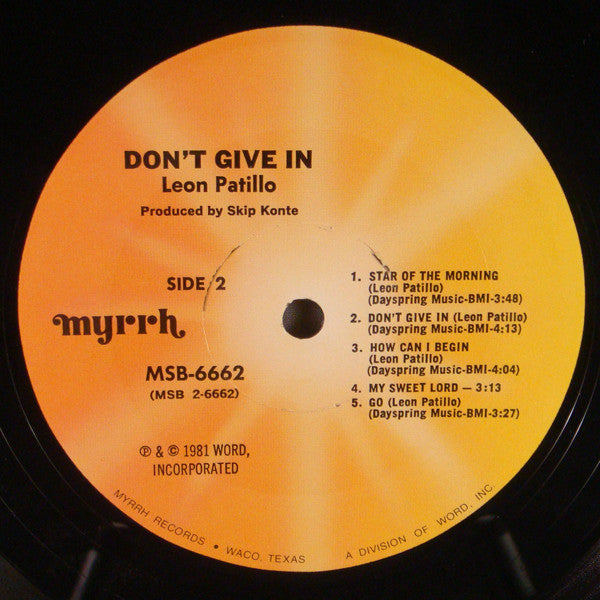 DON'T GIVE IN
Leon Patillo
Produced by Skip Konte
SIDE 2
myrrh.
MSB-6662
(MSB 2-6662)
℗ & © 1981 WORD,
INCORPORATED
1. STAR OF THE MORNING
(Leon Patillo)
(Dayspring Music-BMI-3:48)
2. DON'T GIVE IN (Leon Patillo)
(Dayspring Music-BMI-4:13)
3. HOW CAN I BEGIN
(Leon Patillo)
(Dayspring Music-BMI-4:04)
4. MY SWEET LORD — 3:13
5. GO (Leon Patillo)
(Dayspring Music-BMI-3:27)
MYRRH RECORDS • WACO, TEXAS A DIVISION OF WORD, INC.